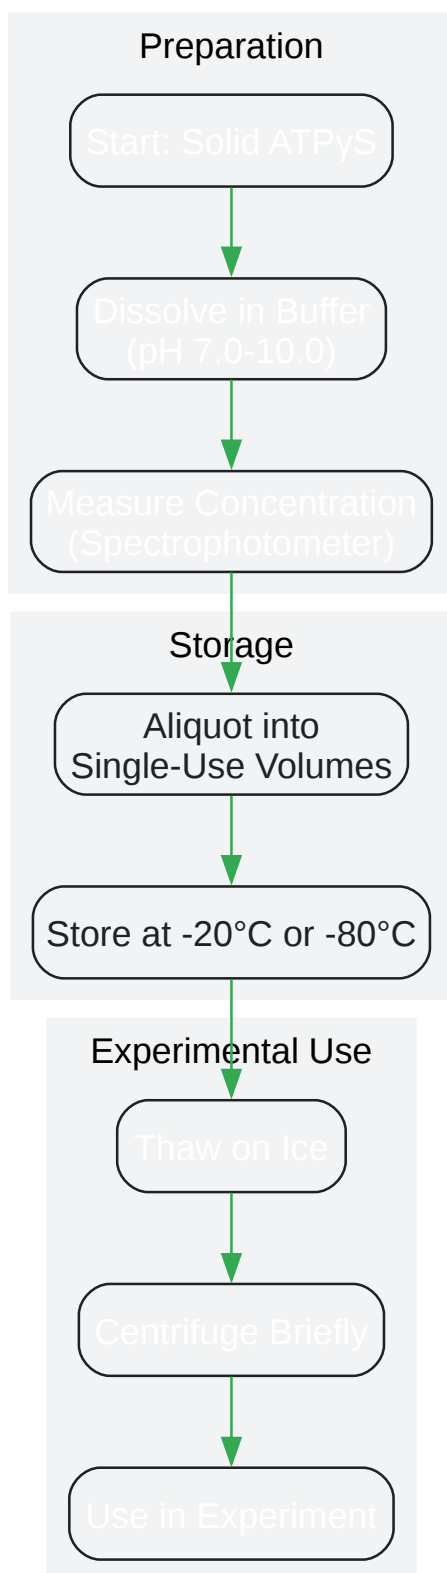 Preparation
Start: Solid ATPγS
Dissolve in Buffer
(pH 7.0-10.0)
Measure Concentration
(Spectrophotometer)
Storage
Aliquot into
Single-Use Volumes
Store at -20°C or -80°C
Experimental Use
Thaw on Ice
Centrifuge Briefly
Use in Experiment